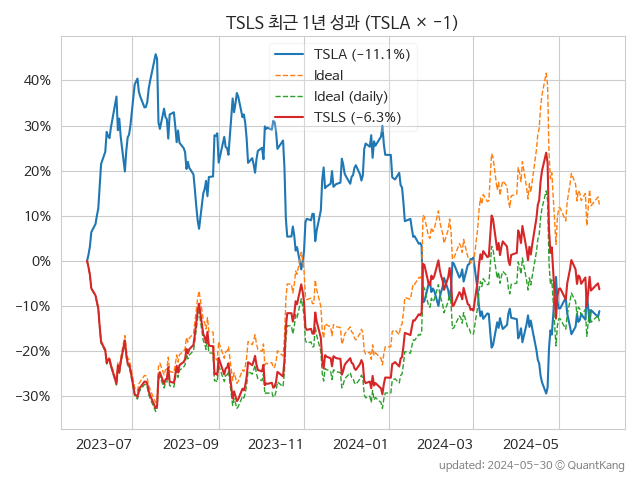 TSLS 최근 1년 성과 (TSLA × -1)
TSLA (-11.1%)
Ideal
Ideal (daily)
TSLS (-6.3%)
40%
30%
20%
10%
0%
-10%
-20%
-30%
2023-07
2023-09
2023-11
2024-01
2024-03
2024-05
updated: 2024-05-30 © QuantKang